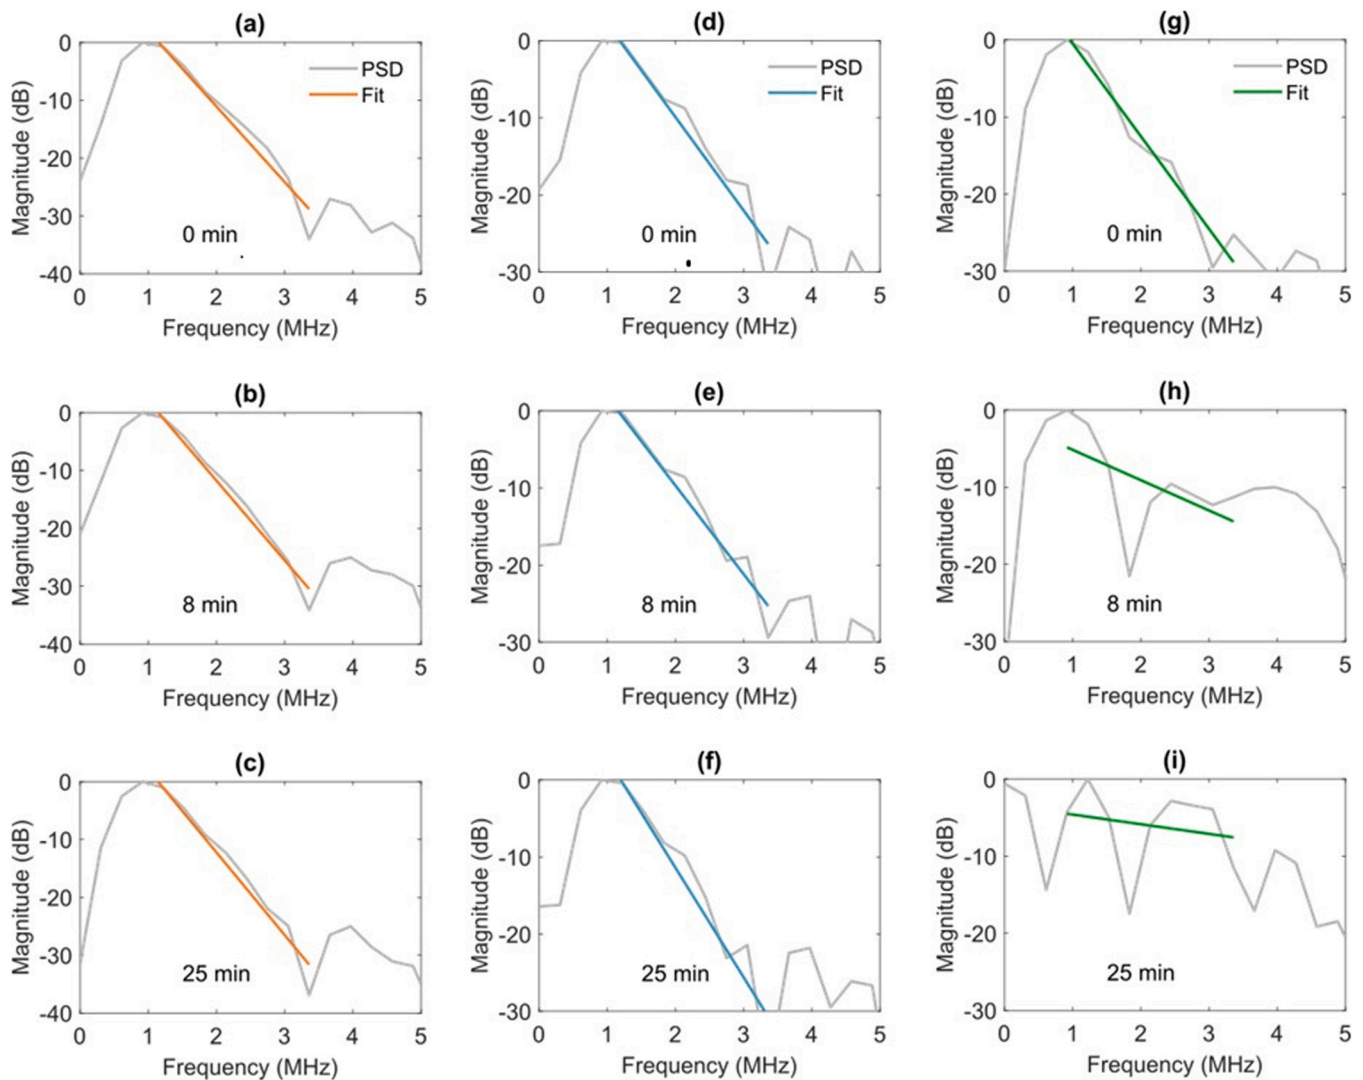 (a)
0
-10
-20
-30
-40
Magnitude (dB)
PSD
Fit
0 min
0 1 2 3 4 5
Frequency (MHz)
(d)
0
-10
-20
-30
Magnitude (dB)
PSD
Fit
0 min
0 1 2 3 4 5
Frequency (MHz)
(g)
0
-10
-20
-30
Magnitude (dB)
PSD
Fit
0 min
0 1 2 3 4 5
Frequency (MHz)
(b)
0
-10
-20
-30
-40
Magnitude (dB)
8 min
0 1 2 3 4 5
Frequency (MHz)
(e)
0
-10
-20
-30
Magnitude (dB)
8 min
0 1 2 3 4 5
Frequency (MHz)
(h)
0
-10
-20
-30
Magnitude (dB)
8 min
0 1 2 3 4 5
Frequency (MHz)
(c)
0
-10
-20
-30
-40
Magnitude (dB)
25 min
0 1 2 3 4 5
Frequency (MHz)
(f)
0
-10
-20
-30
Magnitude (dB)
25 min
0 1 2 3 4 5
Frequency (MHz)
(i)
0
-10
-20
-30
Magnitude (dB)
25 min
0 1 2 3 4 5
Frequency (MHz)